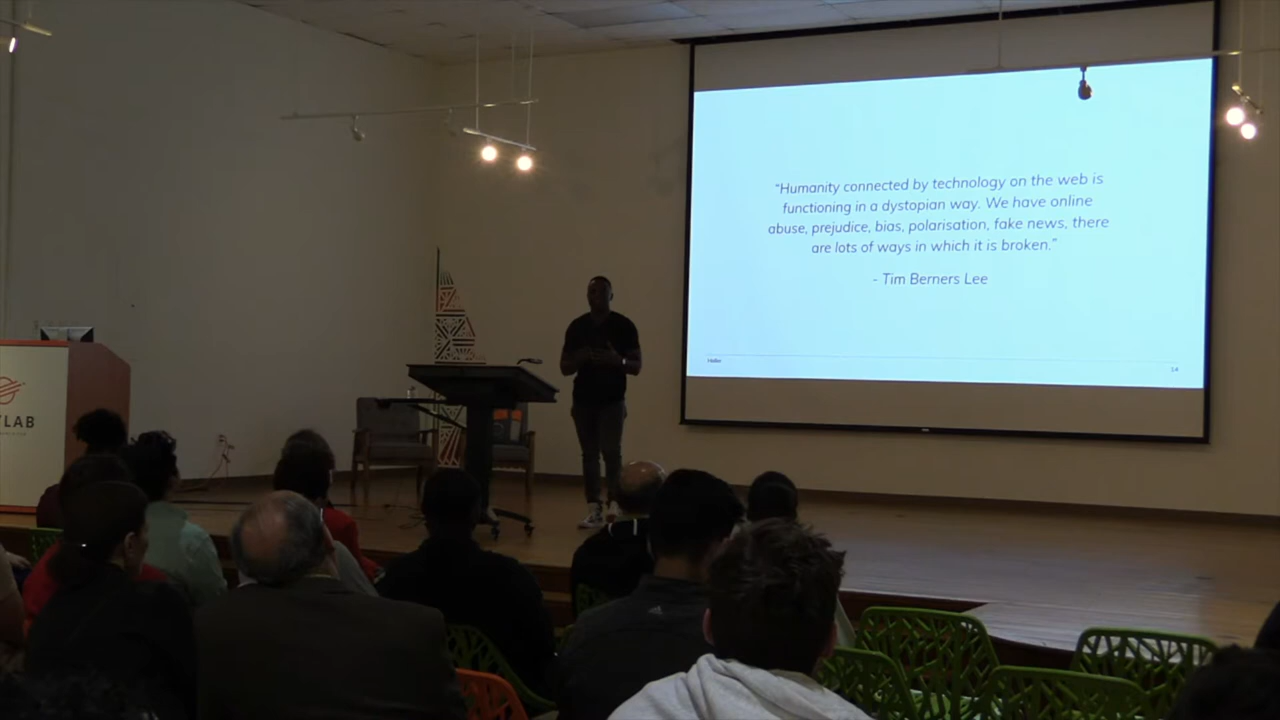 “Humanity connected by technology on the web is
functioning in a dystopian way. We have online
abuse, prejudice, bias, polarisation, fake news, there
are lots of ways in which it is broken.”
- Tim Berners Lee
14
LAB